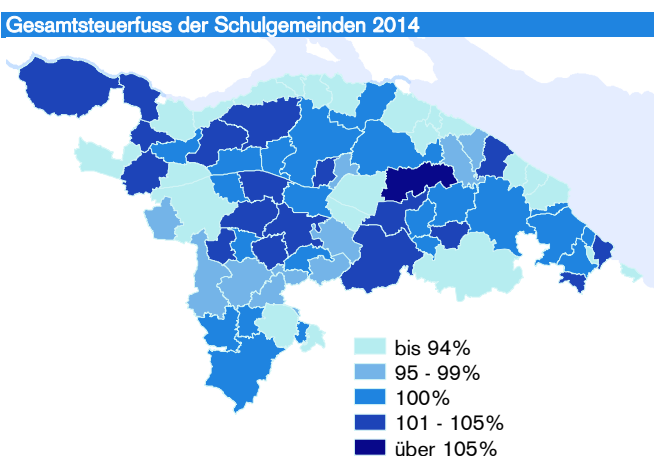 Gesamtsteuerfuss der Schulgemeinden 2014
bis 94%
95 - 99%
100%
101 - 105%
über 105%